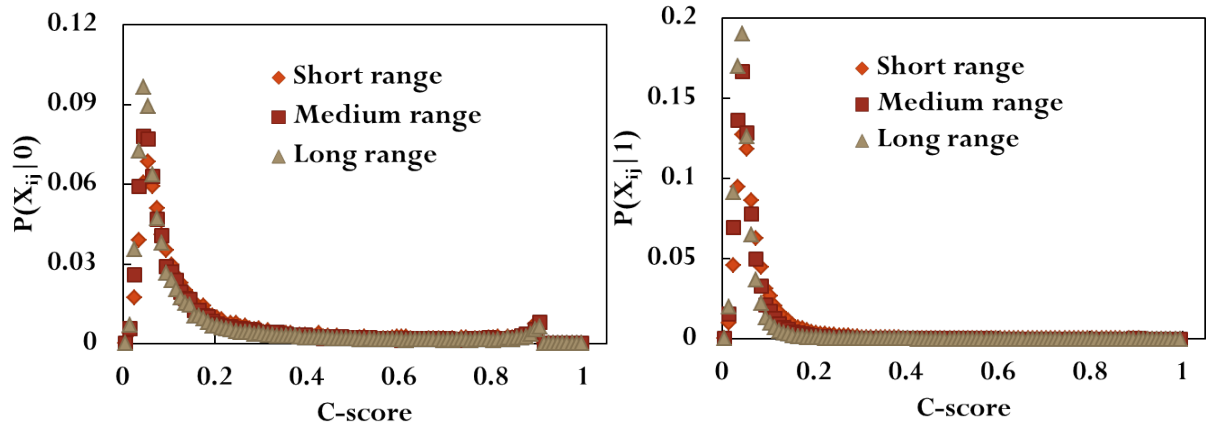 0.12
0.09
0.06
0.03
0
P(Xij|0)
Short range
Medium range
Long range
0 0.2 0.4 0.6 0.8 1
C-score
0.2
0.15
0.1
0.05
0
P(Xij|1)
Short range
Medium range
Long range
0 0.2 0.4 0.6 0.8 1
C-score